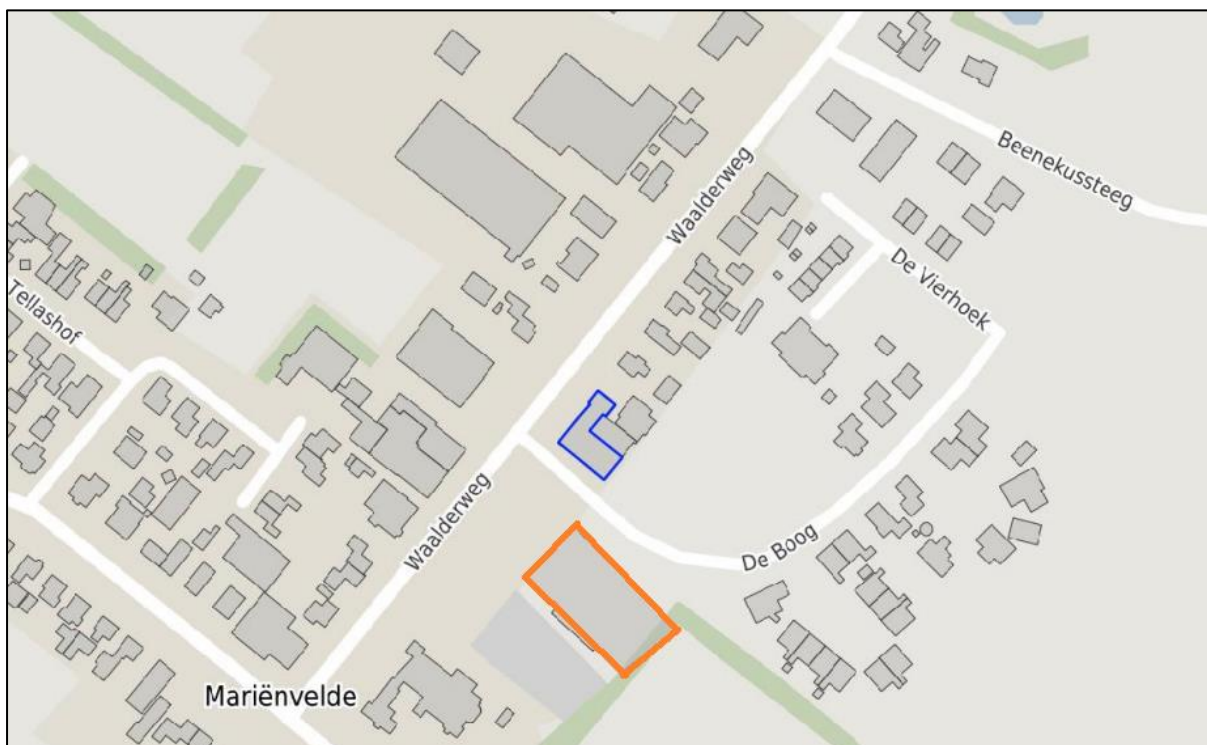 Beenekussteeg
Waalderweg
De Vierhoek
Tellashof
Waalderweg
De Boog
Mariënvelde